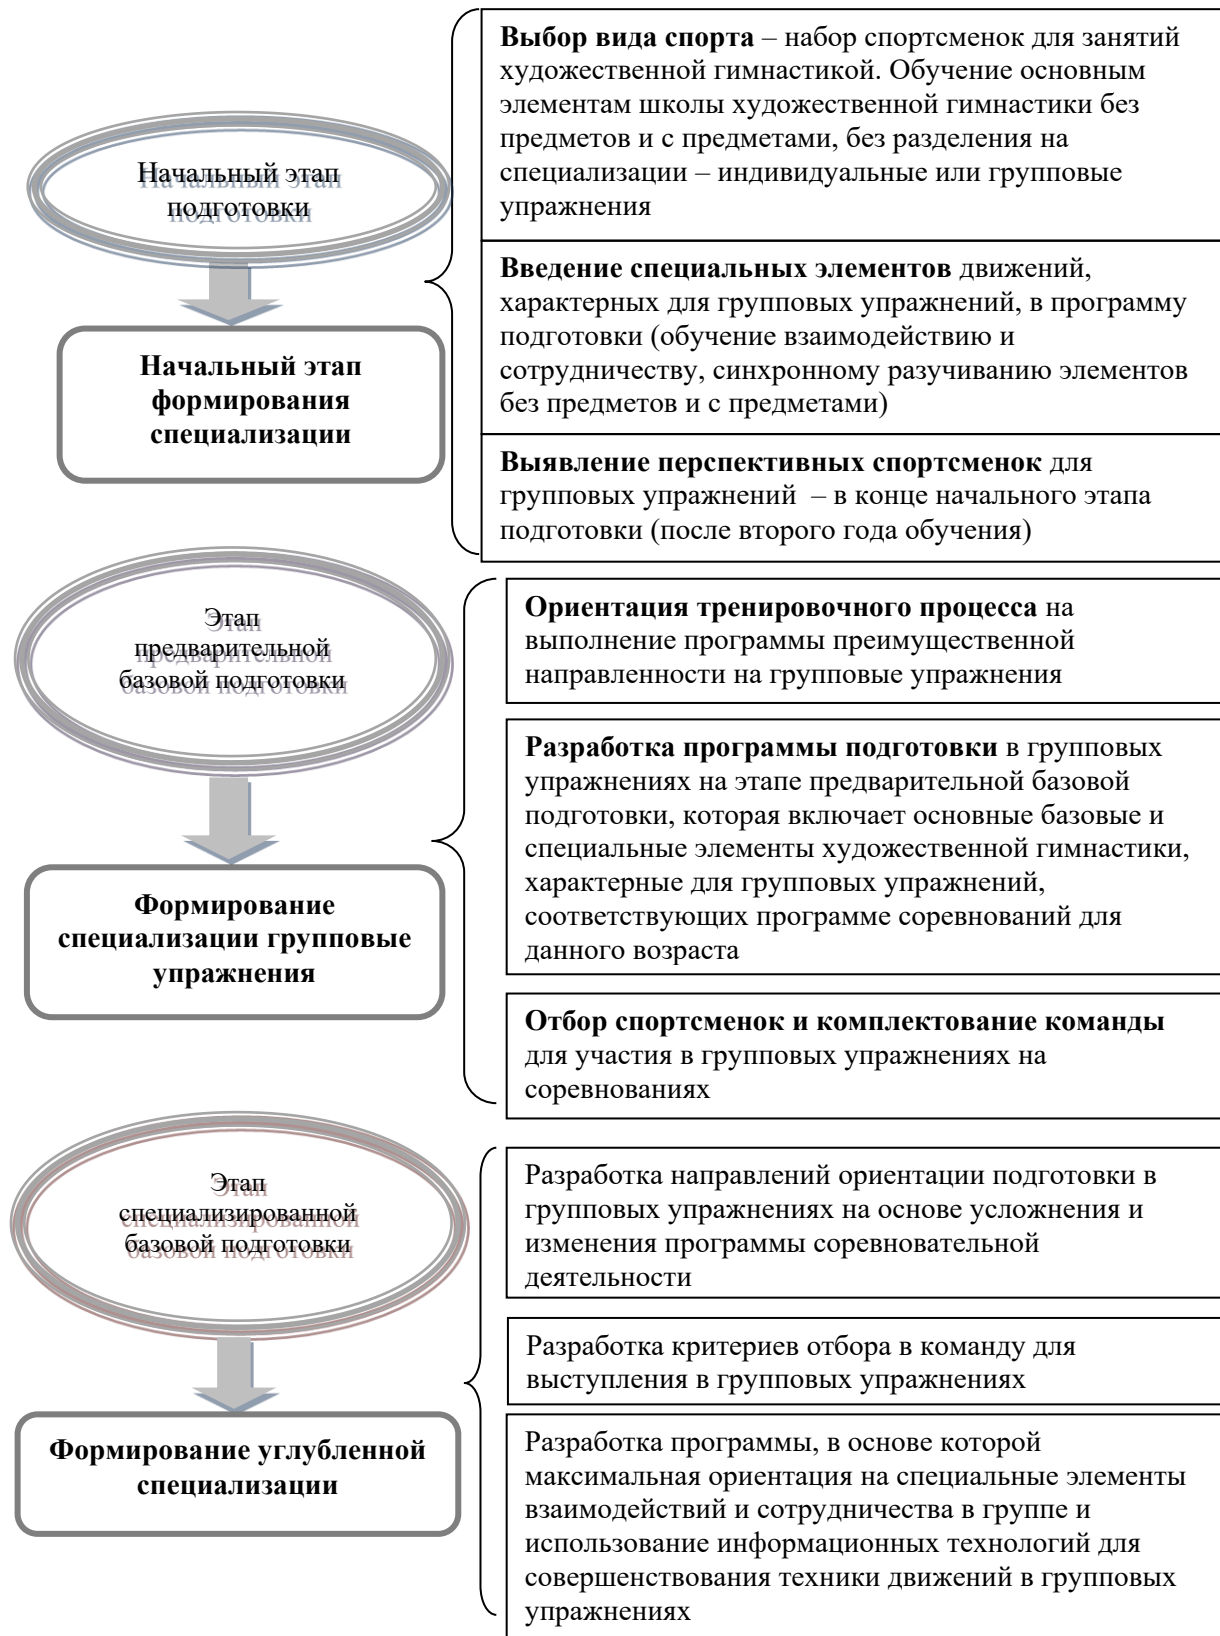 Начальный этап
подготовки
Начальный этап
формирования
специализации
Выбор вида спорта – набор спортсменок для занятий
художественной гимнастикой. Обучение основным
элементам школы художественной гимнастики без
предметов и с предметами, без разделения на
специализации – индивидуальные или групповые
упражнения
Введение специальных элементов движений,
характерных для групповых упражнений, в программу
подготовки (обучение взаимодействию и
сотрудничеству, синхронному разучиванию элементов
без предметов и с предметами)
Выявление перспективных спортсменок для
групповых упражнений – в конце начального этапа
подготовки (после второго года обучения)
Этап
предварительной
базовой подготовки
Формирование
специализации групповые
упражнения
Ориентация тренировочного процесса на
выполнение программы преимущественной
направленности на групповые упражнения
Разработка программы подготовки в групповых
упражнениях на этапе предварительной базовой
подготовки, которая включает основные базовые и
специальные элементы художественной гимнастики,
характерные для групповых упражнений,
соответствующих программе соревнований для
данного возраста
Отбор спортсменок и комплектование команды
для участия в групповых упражнениях на
соревнованиях
Этап
специализированной
базовой подготовки
Формирование углубленной
специализации
Разработка направлений ориентации подготовки в
групповых упражнениях на основе усложнения и
изменения программы соревновательной
деятельности
Разработка критериев отбора в команду для
выступления в групповых упражнениях
Разработка программы, в основе которой
максимальная ориентация на специальные элементы
взаимодействий и сотрудничества в группе и
использование информационных технологий для
совершенствования техники движений в групповых
упражнениях